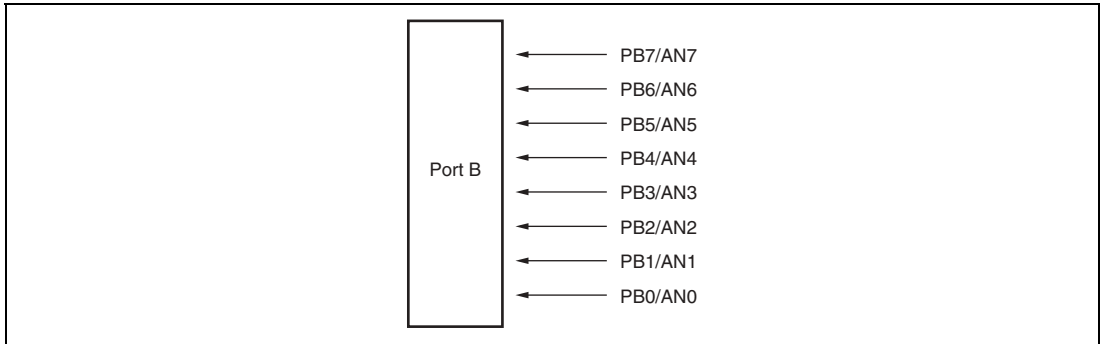 PB7/AN7
PB6/AN6
PB5/AN5
PB4/AN4
Port B
PB3/AN3
PB2/AN2
PB1/AN1
PB0/AN0